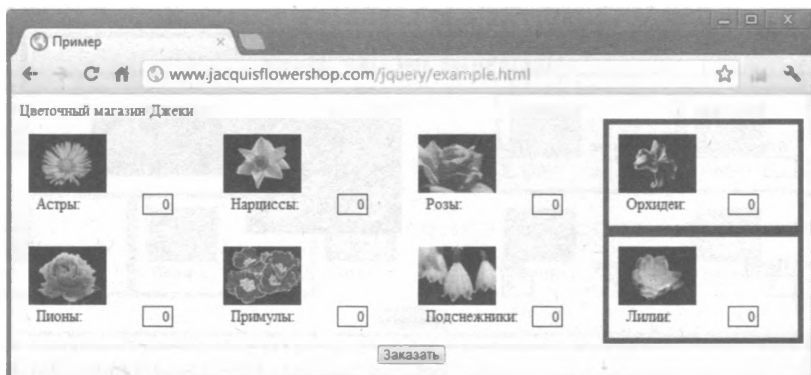 Пример
www.jacquisflowershop.com/jquery/example.html
Цветочный магазин Джеки
Астры: 0 Нарциссы: 0 Розы: 0 Орхидеи: 0
Пионы: 0 Примулы: 0 Подснежники: 0 Лилии: 0
Заказать